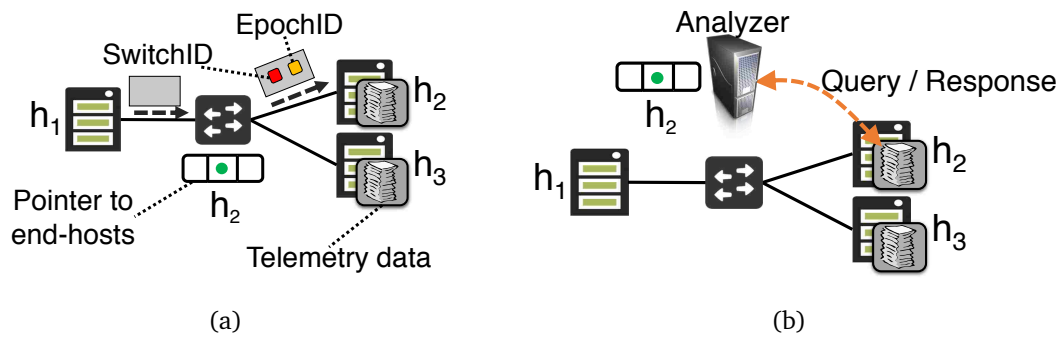 EpochID
SwitchID
h1
h2
h3
h2
Pointer to
end-hosts
Telemetry data
(a)
Analyzer
Query / Response
h2
h1
h2
h3
(b)